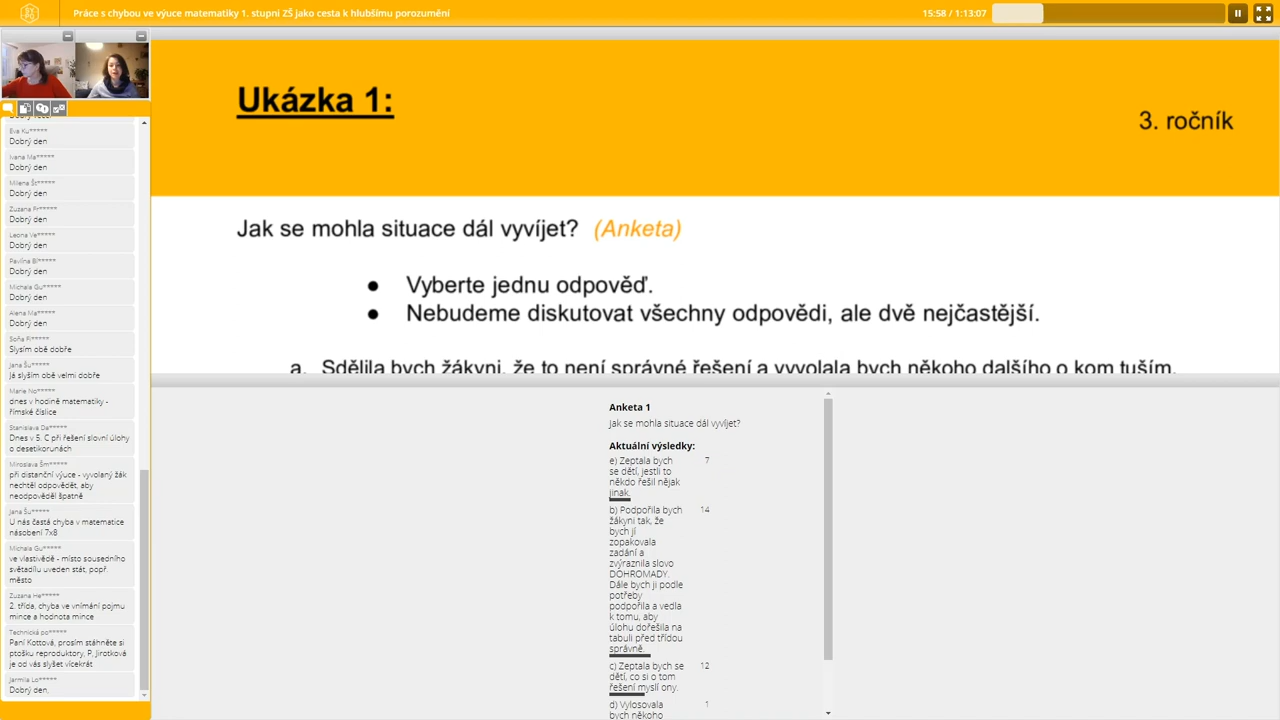 Práce s chybou ve výuce matematiky 1. stupni ZŠ jako cesta k hlubšímu porozumění
15:58 / 1:13:07
Ukázka 1:
3. ročník
Jak se mohla situace dál vyvíjet? (Anketa)
● Vyberte jednu odpověď.
● Nebudeme diskutovat všechny odpovědi, ale dvě nejčastější.
a. Sdělila bych žákyni, že to není správné řešení a vyvolala bych někoho dalšího o kom tuším,
Eva Ku*****
Dobrý den
Ivana Ma*****
Dobrý den
Milena Št*****
Dobrý den
Zuzana Fr*****
Dobrý den
Leona Ve*****
Dobrý den
Pavlína Bí*****
Dobrý den
Michala Gu*****
Dobrý den
Alena Ma*****
Dobrý den
Soňa Fi*****
Slyším obě dobře
Jana Šu*****
Já slyším obě velmi dobře
Marie No*****
dnes v hodině matematiky -
římské číslice
Stanislava Da*****
Dnes v 5. C při řešení slovní úlohy
o desetikorunách
Miroslava Šm*****
při distanční výuce - vyvolaný žák
nechtěl odpovědět, aby
neodpověděl špatně
Jana Šu*****
U nás častá chyba v matematice
násobení 7x8
Michala Gu*****
ve vlastivědě - místo sousedního
světadílu uveden stát, popř.
město
Zuzana He*****
2. třída, chyba ve vnímání pojmu
mince a hodnota mince
Technická po*****
Paní Kottová, prosím stáhněte si
ptošku reproduktory, P. Jirotková
je od vás slyšet vícekrát
Jarmila Lo*****
Dobrý den,
Anketa 1
Jak se mohla situace dál vyvíjet?
Aktuální výsledky:
e) Zeptala bych 7
se dětí, jestli to
někdo řešil nějak
jinak.
b) Podpořila bych 14
žákyni tak, že
bych jí
zopakovala
zadání a
zvýraznila slovo
DOHROMADY.
Dále bych ji podle
potřeby
podpořila a vedla
k tomu, aby
úlohu dořešila na
tabuli před třídou
správně.
c) Zeptala bych se 12
dětí, co si o tom
řešení myslí ony.
d) Vylosovala 1
bych někoho